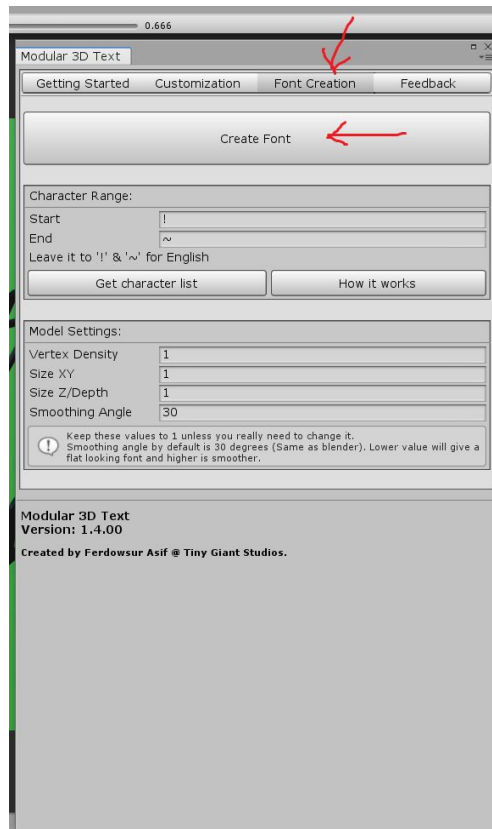 0.666
Modular 3D Text
Getting Started Customization Font Creation Feedback
Create Font
Character Range:
Start !
End ~
Leave it to '!' & '~' for English
Get character list How it works
Model Settings:
Vertex Density 1
Size XY 1
Size Z/Depth 1
Smoothing Angle 30
Keep these values to 1 unless you really need to change it.
Smoothing angle by default is 30 degrees (Same as blender). Lower value will give a
flat looking font and higher is smoother.
Modular 3D Text
Version: 1.4.00
Created by Ferdowsur Asif @ Tiny Giant Studios.